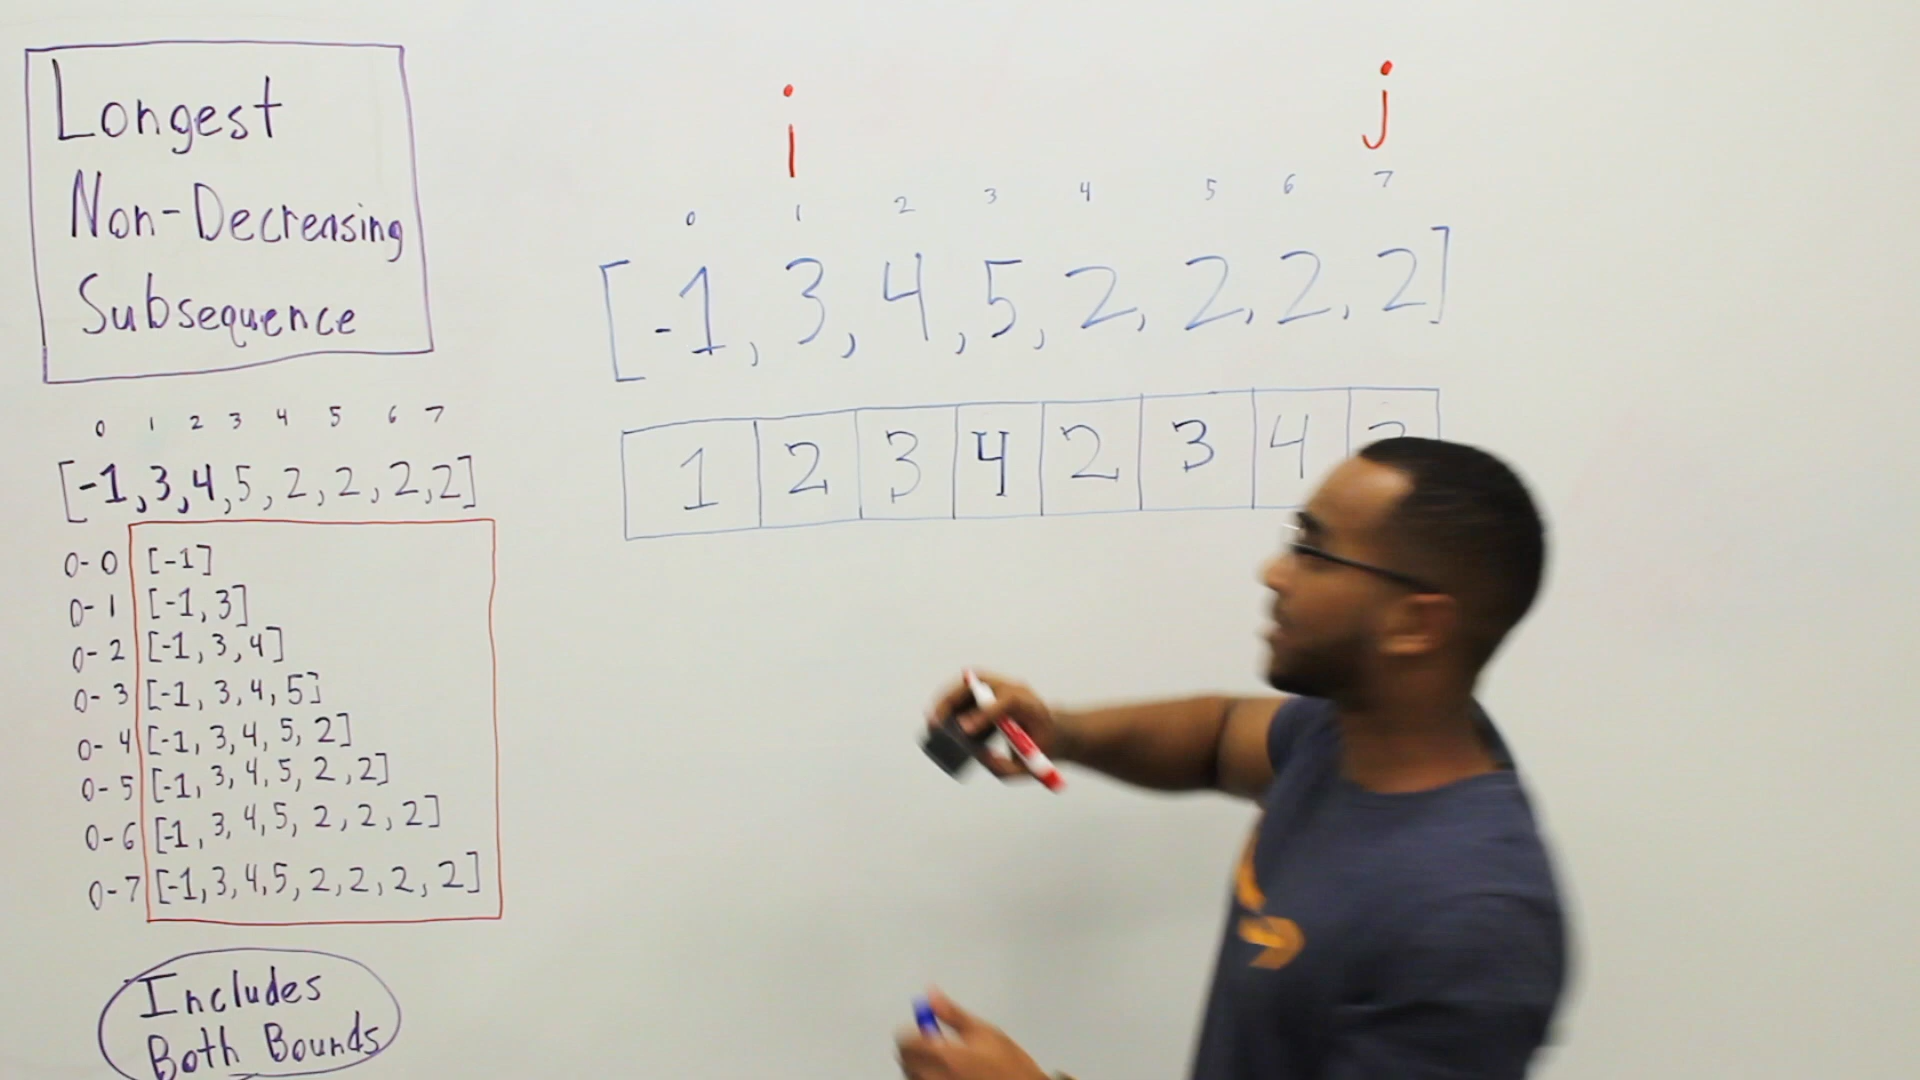 Longest
Non-Decreasing
Subsequence
0 1 2 3 4 5 6 7
[-1,3,4,5,2,2,2,2]
0-0 [-1]
0-1 [-1,3]
0-2 [-1,3,4]
0-3 [-1,3,4,5]
0-4 [-1,3,4,5,2]
0-5 [-1,3,4,5,2,2]
0-6 [-1,3,4,5,2,2,2]
0-7 [-1,3,4,5,2,2,2,2]
Includes
Both Bounds
i j
0 1 2 3 4 5 6 7
[-1,3,4,5,2,2,2,2]
1 2 3 4 2 3 4